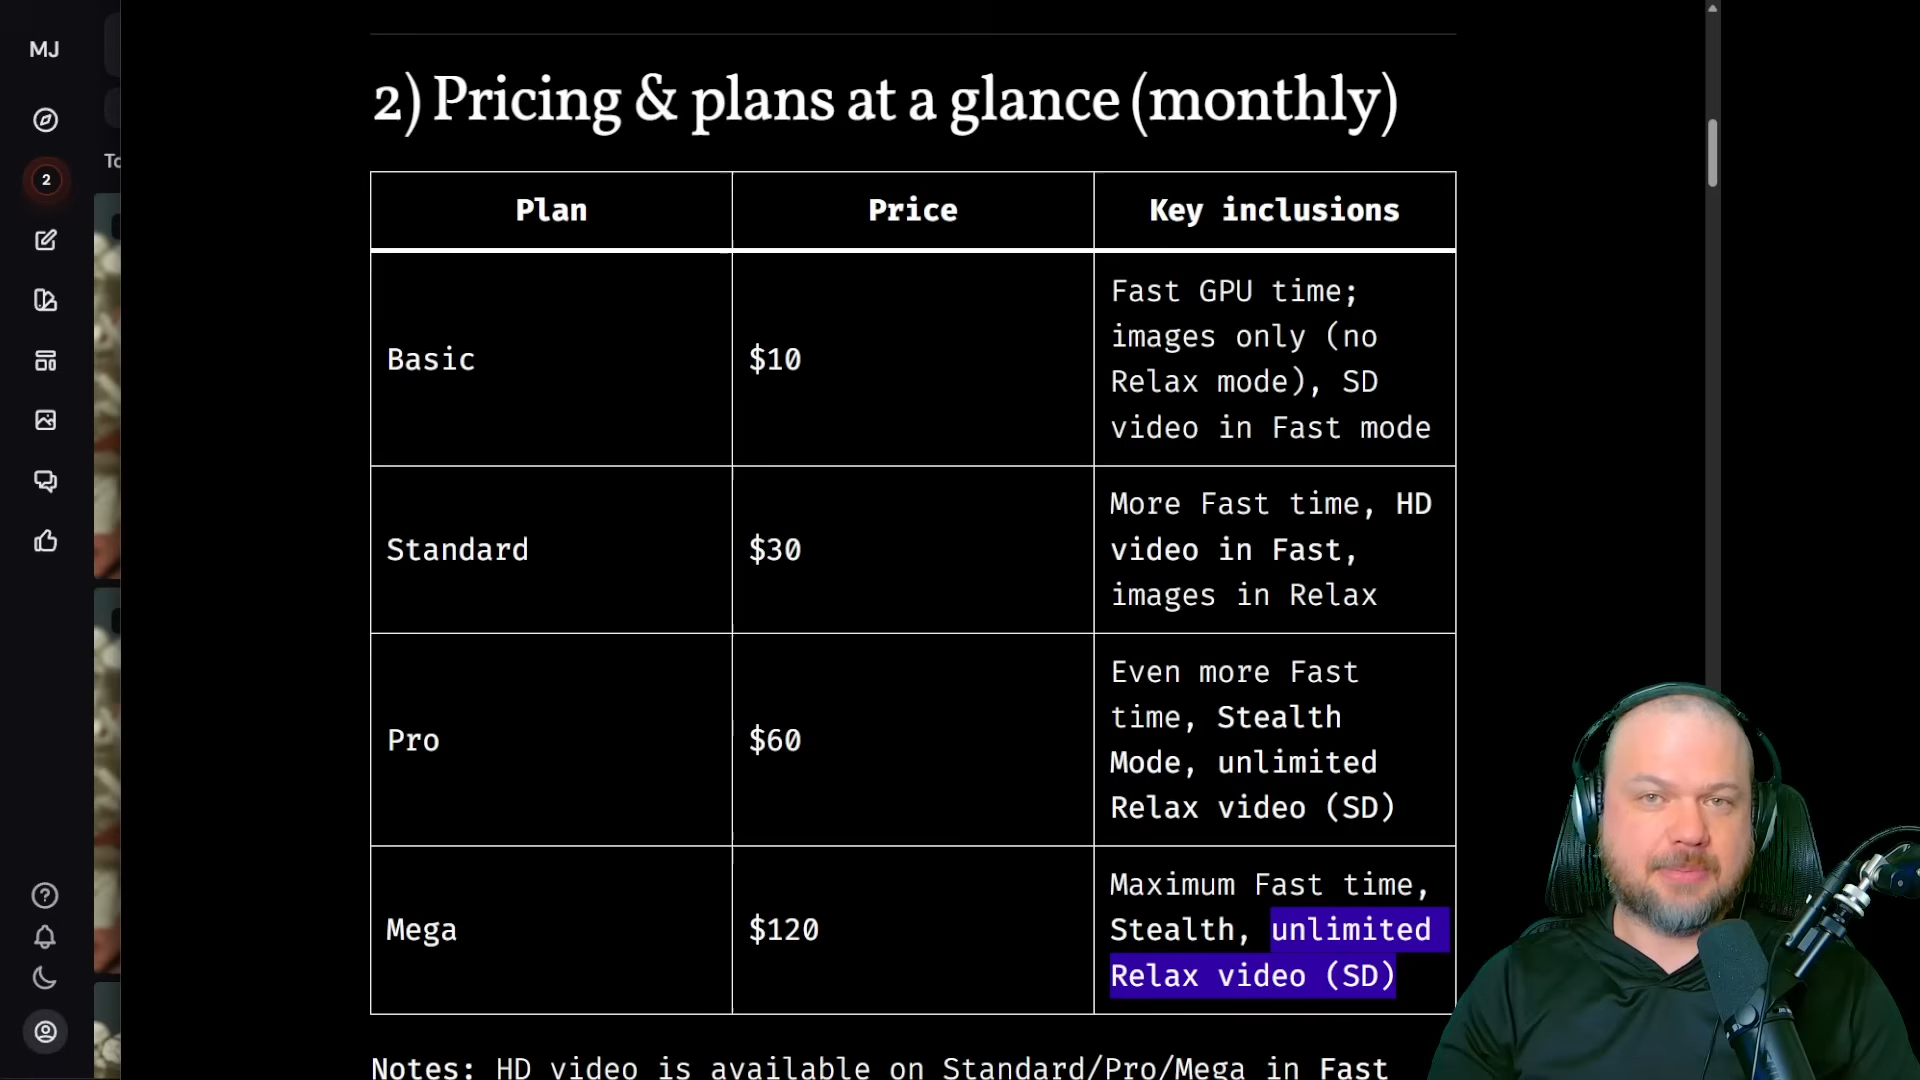 MJ
2
To
2) Pricing & plans at a glance (monthly)
Plan
Price
Key inclusions
Basic
$10
Fast GPU time;
images only (no
Relax mode), SD
video in Fast mode
Standard
$30
More Fast time, HD
video in Fast,
images in Relax
Pro
$60
Even more Fast
time, Stealth
Mode, unlimited
Relax video (SD)
Mega
$120
Maximum Fast time,
Stealth, unlimited
Relax video (SD)
Notes: HD video is available on Standard/Pro/Mega in Fast